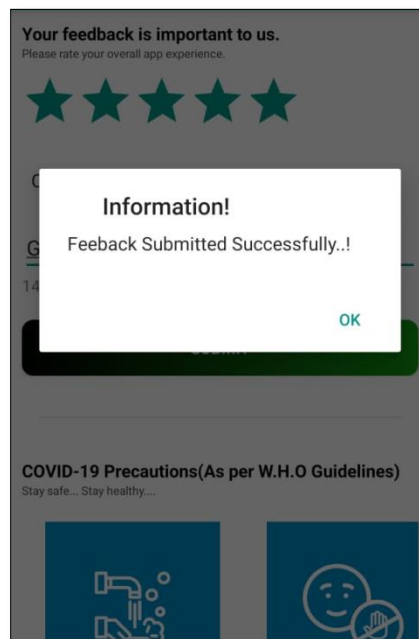 Your feedback is important to us.
Please rate your overall app experience.
Information!
Feeback Submitted Successfully..!
OK
COVID-19 Precautions(As per W.H.O Guidelines)
Stay safe... Stay healthy....